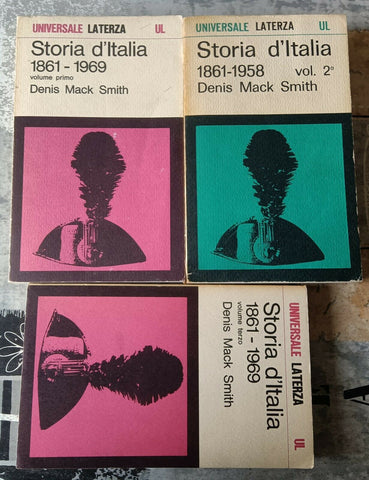 UNIVERSALE LATERZA UL
Storia d'Italia
1861-1969
volume primo
Denis Mack Smith
UNIVERSALE LATERZA UL
Storia d'Italia
1861-1958 vol. 2°
Denis Mack Smith
UNIVERSALE LATERZA UL
Storia d'Italia
1861-1969
volume terzo
Denis Mack Smith